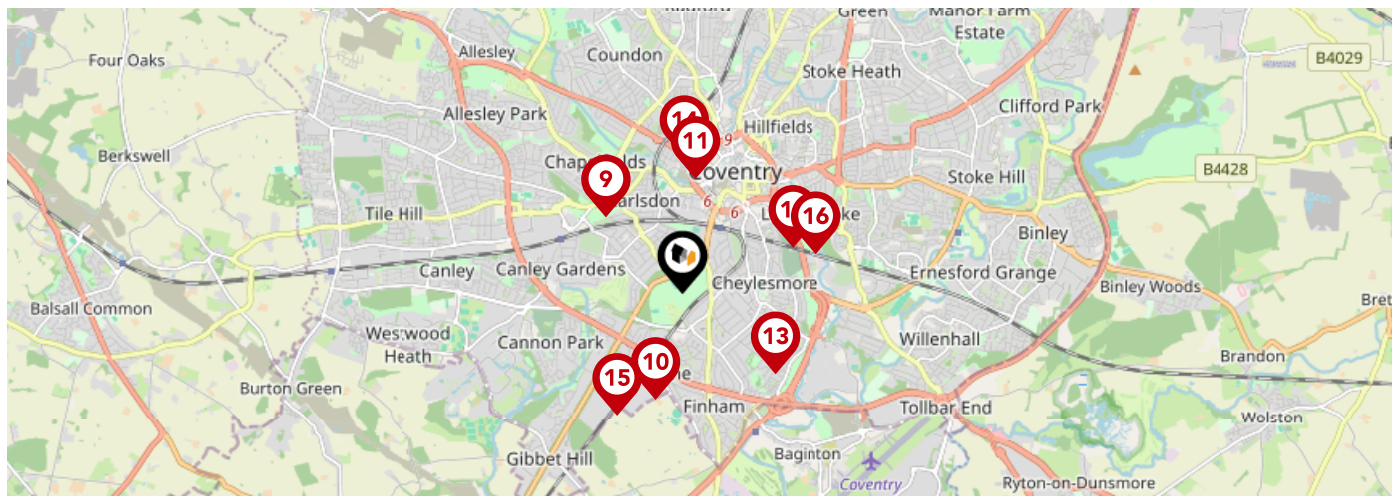 Green
Manor Farm
Estate
Allesley
Coundon
Four Oaks
B4029
Stoke Heath
Allesley Park
Clifford Park
Hillfields
9
11
Berkswell
Coventry
B4428
9
Stoke Hill
6
6
Tile Hill
16
Binley
Canley
Canley Gardens
Ernesford Grange
Cheylesmore
Binley Woods
Balsall Common
Westwood
Heath
Cannon Park
13
Willenhall
Brandon
10
15
Burton Green
Finham
Tollbar End
Wolston
Gibbet Hill
Baginton
Coventry
Ryton-on-Dunsmore